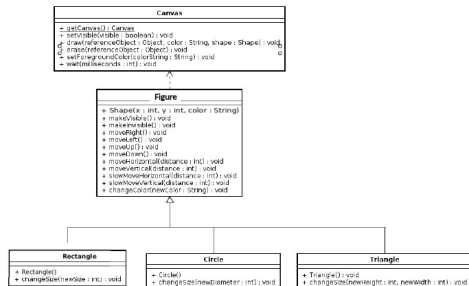 Canvas
+ getCanvas() : Canvas
+ setVisible(visible : boolean) : void
+ draw(referenceObject : Object, color : String, shape : Shape) : void
+ erase(referenceObject : Object) : void
+ setForegroundColor(colorString : String) : void
+ wait(miliseconds : int) : void
Figure
+ Shape(x : int, y : int, color : String)
+ makeVisible() : void
+ makeInvisible() : void
+ moveRight() : void
+ moveLeft() : void
+ moveUp() : void
+ moveDown() : void
+ moveHorizontal(distance : int) : void
+ moveVertical(distance : int) : void
+ slowMoveHorizontal(distance : int) : void
+ slowMoveVertical(distance : int) : void
+ changeColor(newColor : String) : void
Rectangle
+ Rectangle()
+ changeSize(newSize : int) : void
Circle
+ Circle()
+ changeSize(newDiameter : int) : void
Triangle
+ Triangle() : void
+ changeSize(newHeight : int, newWidth : int) : void